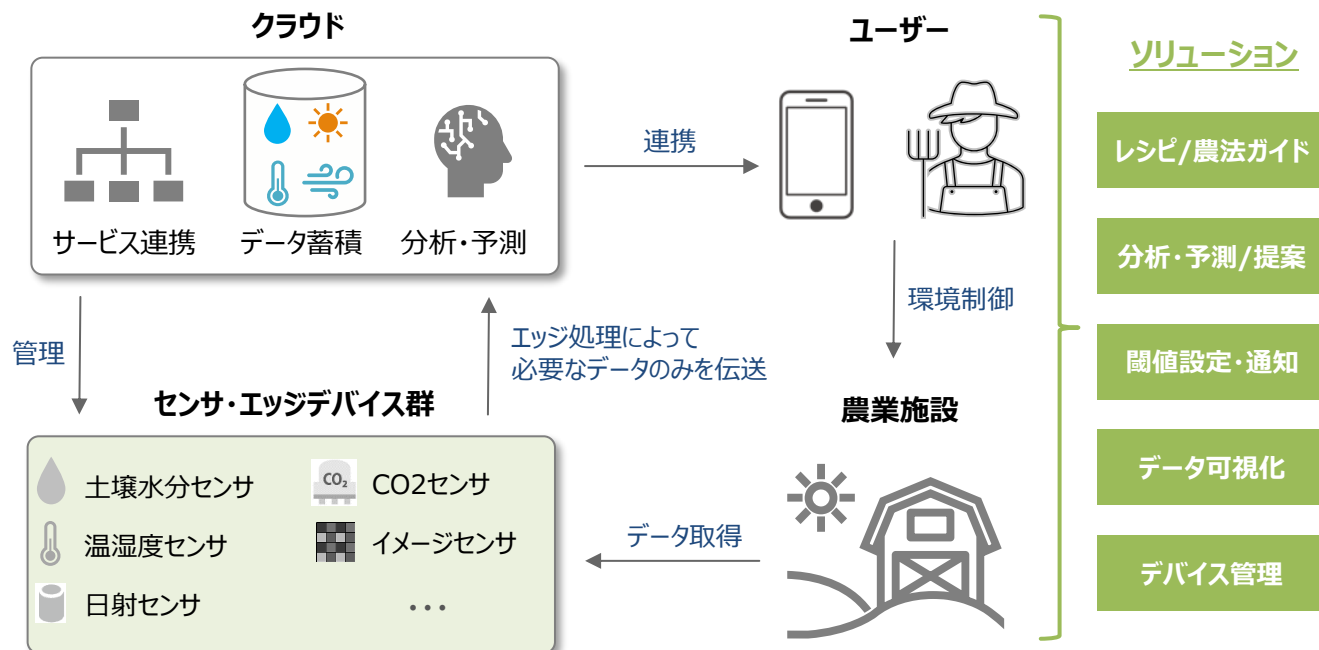 クラウド
サービス連携
データ蓄積
分析・予測
連携
ユーザー
管理
エッジ処理によって
必要なデータのみを伝送
環境制御
センサ・エッジデバイス群
土壌水分センサ
CO₂
CO2センサ
温湿度センサ
イメージセンサ
日射センサ
・・・
データ取得
農業施設
ソリューション
レシピ/農法ガイド
分析・予測/提案
閾値設定・通知
データ可視化
デバイス管理